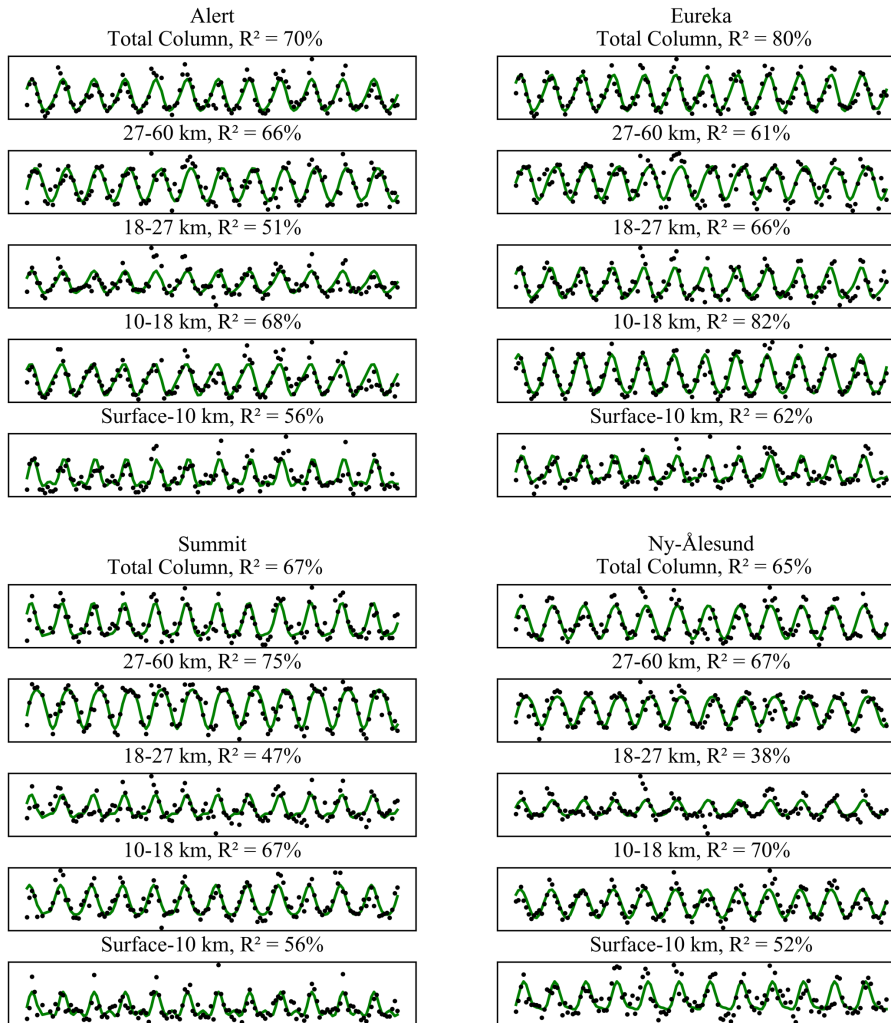 Alert
Total Column, R² = 70%
27-60 km, R² = 66%
18-27 km, R² = 51%
10-18 km, R² = 68%
Surface-10 km, R² = 56%
Eureka
Total Column, R² = 80%
27-60 km, R² = 61%
18-27 km, R² = 66%
10-18 km, R² = 82%
Surface-10 km, R² = 62%
Summit
Total Column, R² = 67%
27-60 km, R² = 75%
18-27 km, R² = 47%
10-18 km, R² = 67%
Surface-10 km, R² = 56%
Ny-Ålesund
Total Column, R² = 65%
27-60 km, R² = 67%
18-27 km, R² = 38%
10-18 km, R² = 70%
Surface-10 km, R² = 52%